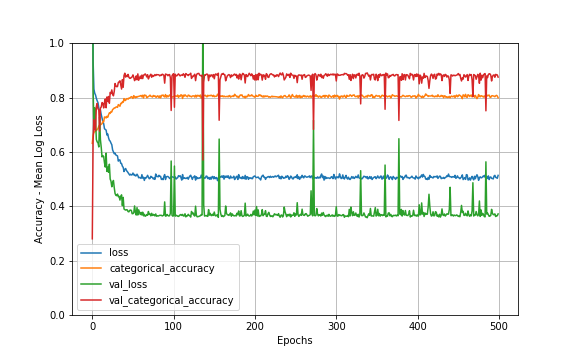 1.0
0.8
0.6
0.4
0.2
0.0
Accuracy - Mean Log Loss
loss
categorical_accuracy
val_loss
val_categorical_accuracy
0 100 200 300 400 500
Epochs